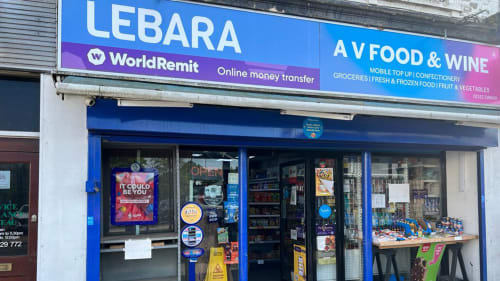 LEBARA
WorldRemit
Online money transfer
A V FOOD & WINE
MOBILE TOP UP | CONFECTIONERY
GROCERIES | FRESH & FROZEN FOOD | FRUIT & VEGETABLES
OPEN
IT COULD
BE YOU